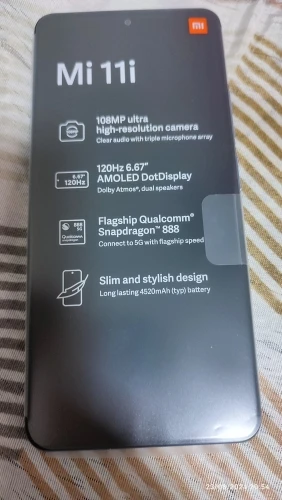 mi
Mi 11i
108MP
108MP ultra
high-resolution camera
Clear audio with triple microphone array
6.67"
120Hz
120Hz 6.67"
AMOLED DotDisplay
Dolby Atmos®, dual speakers
888
5G
Qualcomm
Flagship Qualcomm®
Snapdragon™ 888
Connect to 5G with flagship speed
Slim and stylish design
Long lasting 4520mAh (typ) battery